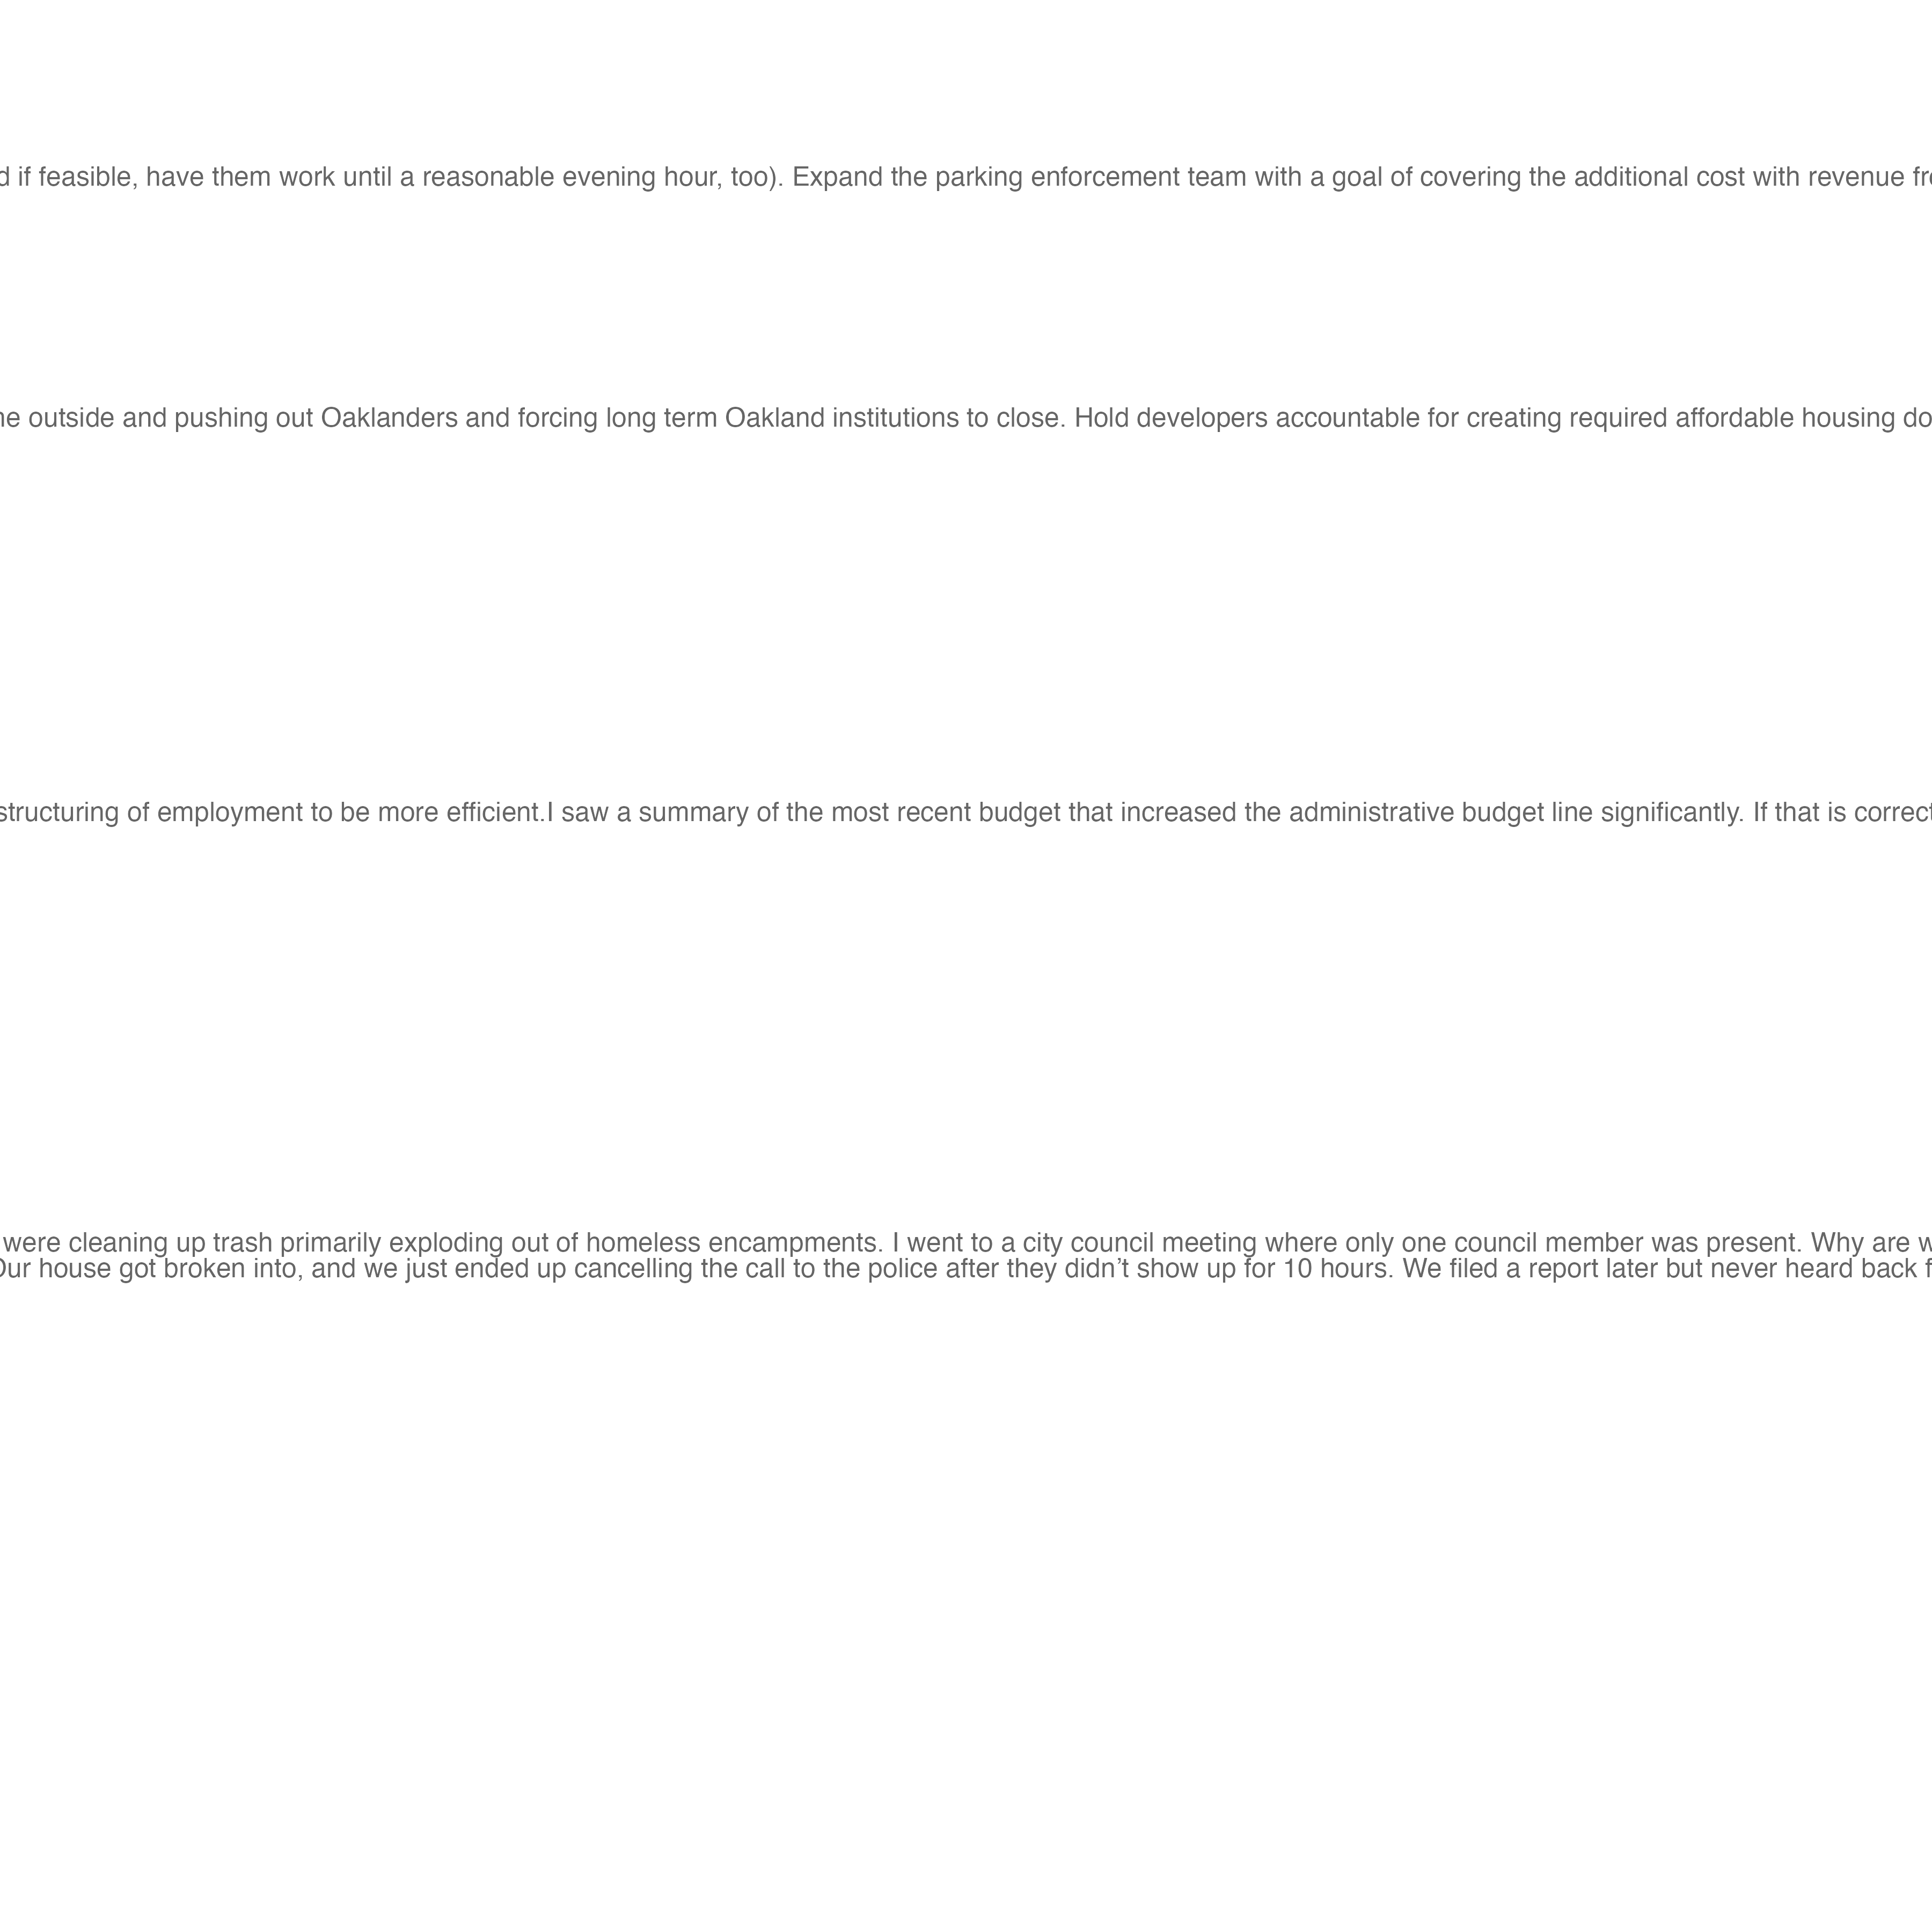 if feasible, have them work until a reasonable evening hour, too). Expand the parking enforcement team with a goal of covering the additional cost with revenue
outside and pushing out Oaklanders and forcing long term Oakland institutions to close. Hold developers accountable for creating required affordable housing
structuring of employment to be more efficient.I saw a summary of the most recent budget that increased the administrative budget line significantly. If that is correct
were cleaning up trash primarily exploding out of homeless encampments. I went to a city council meeting where only one council member was present. Why are
Our house got broken into, and we just ended up cancelling the call to the police after they didn’t show up for 10 hours. We filed a report later but never heard back